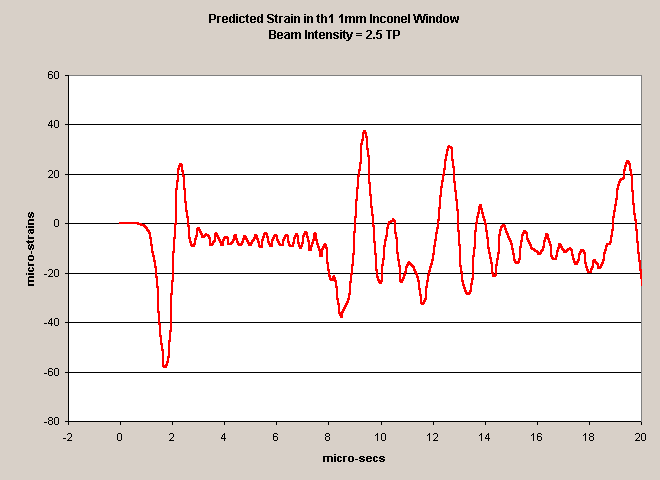 Predicted Strain in th1 1mm Inconel Window
Beam Intensity = 2.5 TP
60
40
20
0
-20
-40
-60
-80
micro-strains
-2 0 2 4 6 8 10 12 14 16 18 20
micro-secs